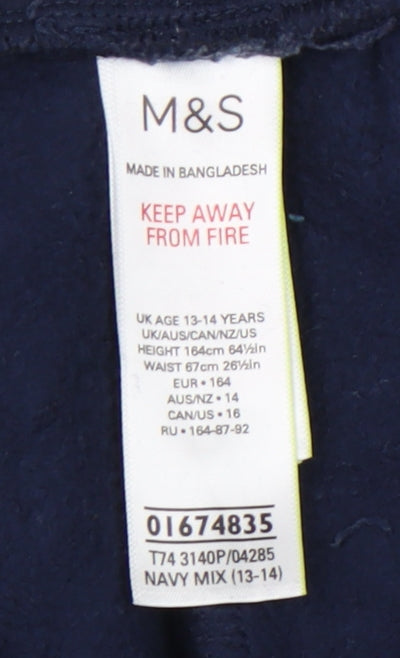 M&S
MADE IN BANGLADESH
KEEP AWAY
FROM FIRE
UK AGE 13-14 YEARS
UK/AUS/CAN/NZ/US
HEIGHT 164cm 64½in
WAIST 67cm 26½in
EUR • 164
AUS/NZ • 14
CAN/US • 16
RU • 164-87-92
01674835
T74 3140P/04285
NAVY MIX (13-14)